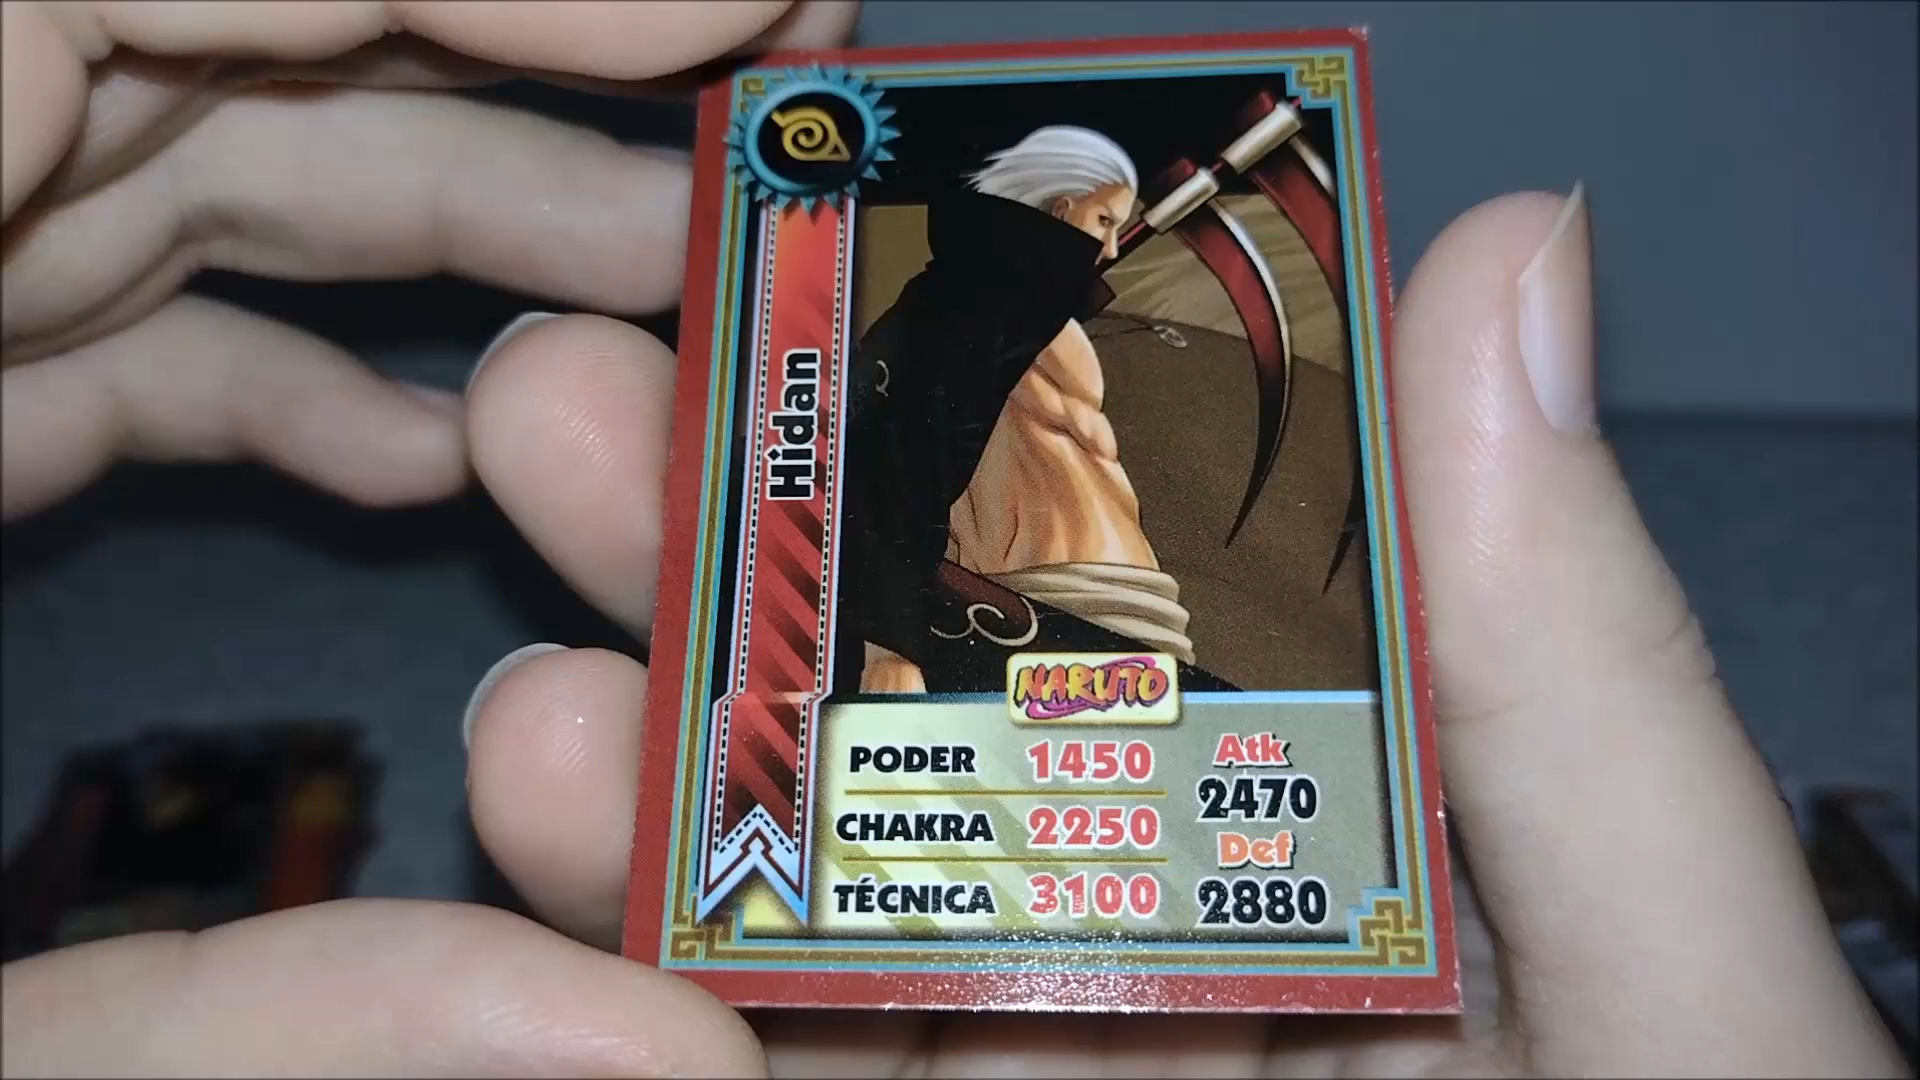 Hidan
NARUTO
PODER 1450
CHAKRA 2250
TÉCNICA 3100
Atk
2470
Def
2880